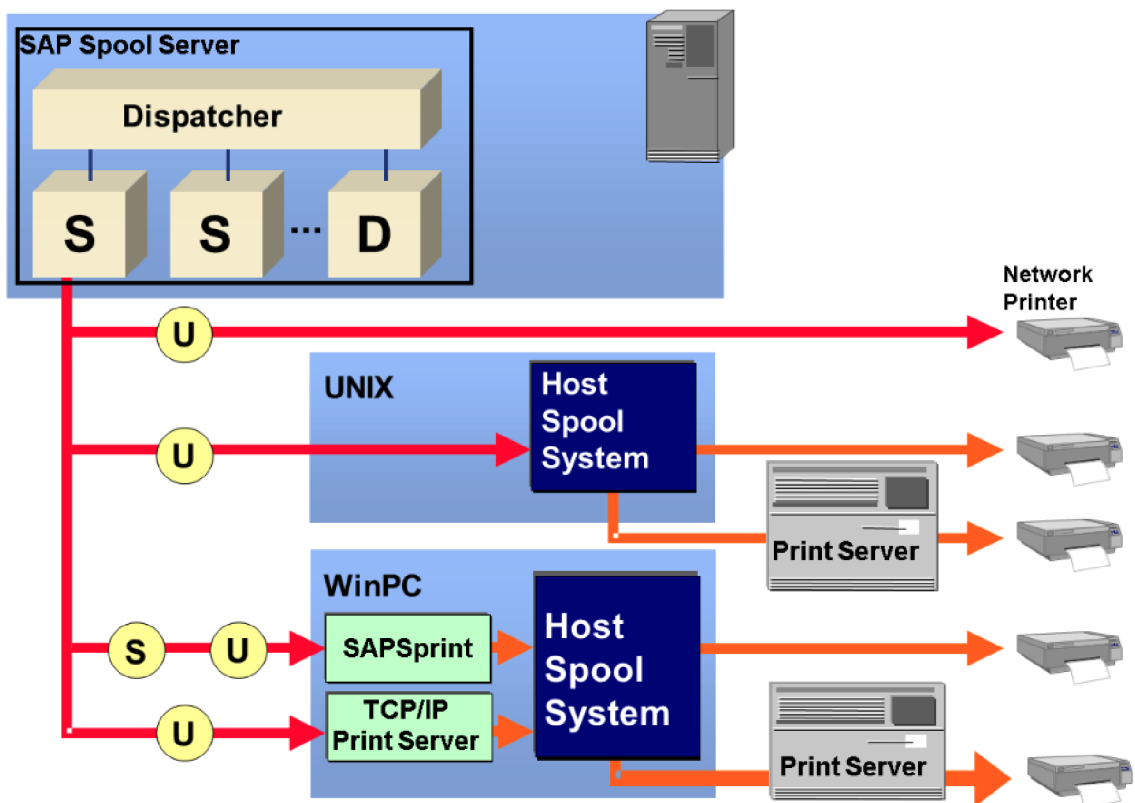 SAP Spool Server
Dispatcher
S
S
...
D
Network
Printer
U
UNIX
Host
Spool
System
U
Print Server
WinPC
SAPSprint
Host
Spool
System
S
U
TCP/IP
Print Server
U
Print Server